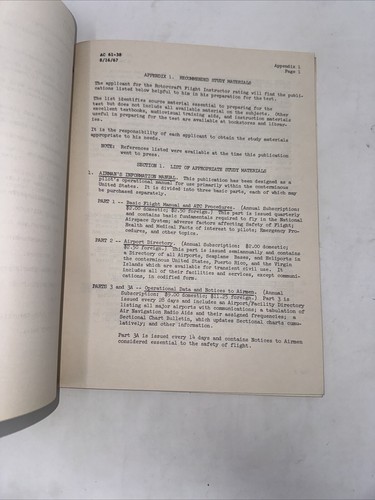 AC 61-38
6/16/67
Appendix 1
Page 1
APPENDIX 1. RECOMMENDED STUDY MATERIALS
The applicant for the Rotorcraft Flight Instructor rating will find the publi-
cations listed below helpful to him in his preparation for the test.
The list identifies source material essential to preparing for the
test but does not include all available material on the subjects. Other
excellent textbooks, audiovisual training aids, and instruction materials
useful in preparing for the test are available at bookstores and librar-
ies.
It is the responsibility of each applicant to obtain the study materials
appropriate to his needs.
NOTE: References listed were available at the time this publication
went to press.
SECTION 1. LIST OF APPROPRIATE STUDY MATERIALS
1. AIRMAN'S INFORMATION MANUAL. This publication has been designed as a
pilot's operational manual for use primarily within the conterminous
United States. It is divided into three basic parts, each of which may
be purchased separately.
PART 1 -- Basic Flight Manual and ATC Procedures. (Annual Subscription:
$2.00 domestic; $2.50 foreign.) This part is issued quarterly
and contains basic fundamentals required to fly in the National
Airspace System; adverse factors affecting Safety of Flight;
Health and Medical Facts of interest to pilots; Emergency Pro-
cedures, and other topics.
PART 2 -- Airport Directory. (Annual Subscription: $2.00 domestic;
$2.50 foreign.) This part is issued semiannually and contains
a Directory of all Airports, Seaplane Bases, and Heliports in
the conterminous United States, Puerto Rico, and the Virgin
Islands which are available for transient civil use. It
includes all of their facilities and services, except communi-
cations, in codified form.
PARTS 3 and 3A -- Operational Data and Notices to Airmen. (Annual
Subscription: $9.00 domestic; $11.25 foreign.) Part 3 is
issued every 28 days and includes an Airport/Facility Directory
listing all major airports with communications; a tabulation of
Air Navigation Radio Aids and their assigned frequencies; a
Sectional Chart Bulletin, which updates Sectional charts cumu-
latively; and other information.
Part 3A is issued every 14 days and contains Notices to Airmen
considered essential to the safety of flight.